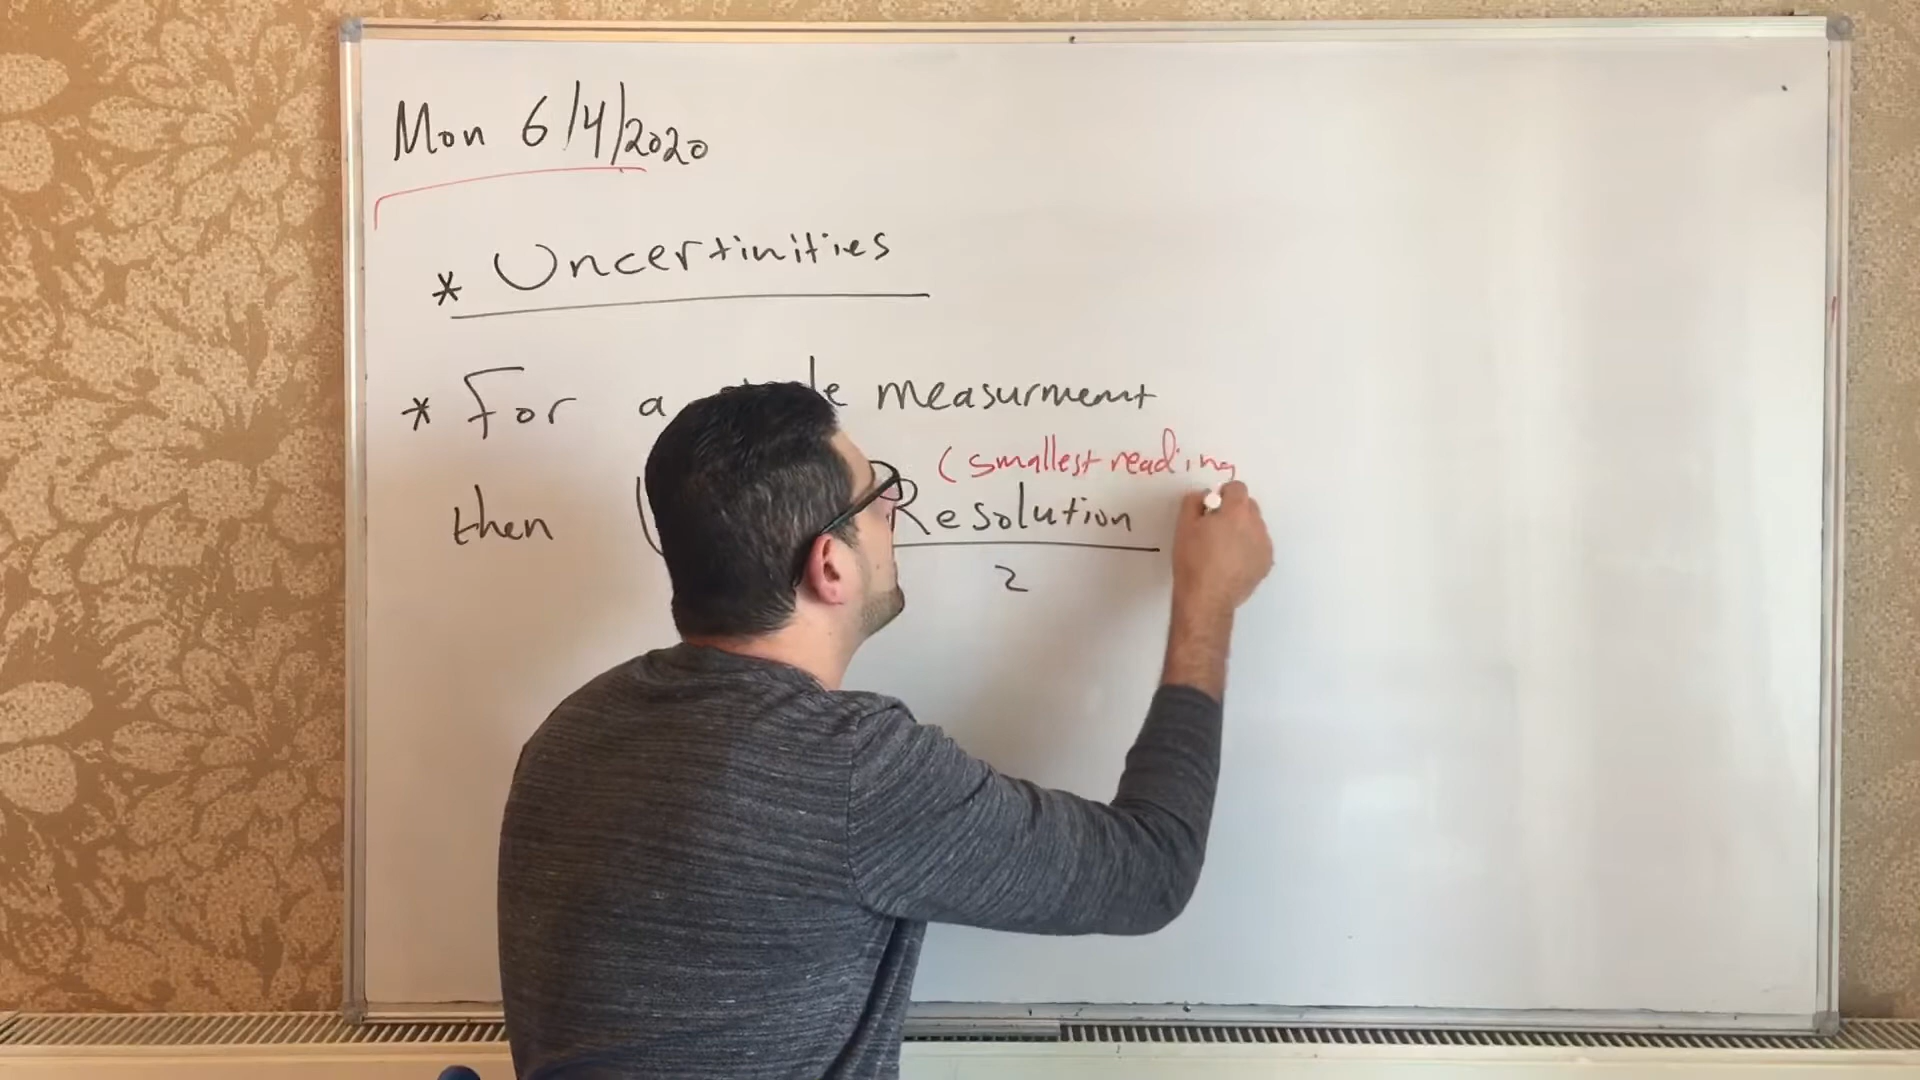 Mon 6/4/2020
* Uncertinities
* For a measurment
(smallest reading
then Resolution
2